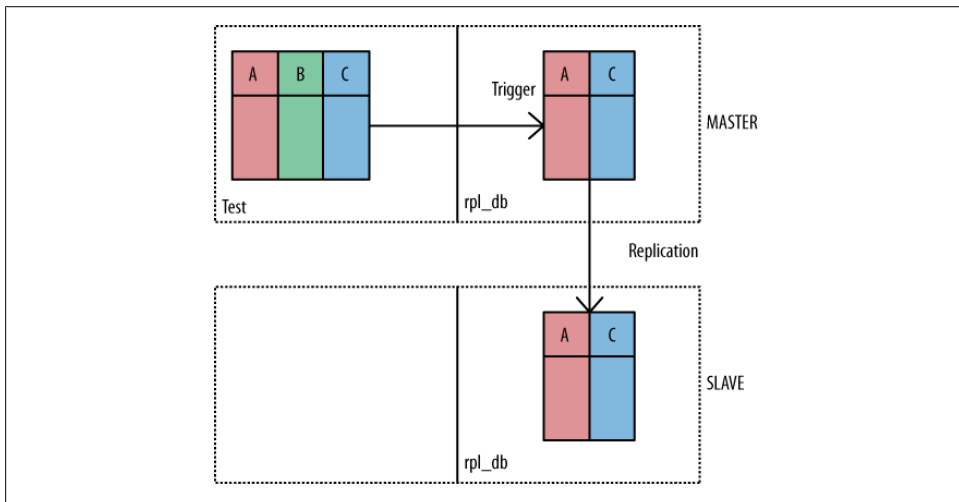 A B C
Trigger
A C
MASTER
Test
rpl_db
Replication
A C
SLAVE
rpl_db